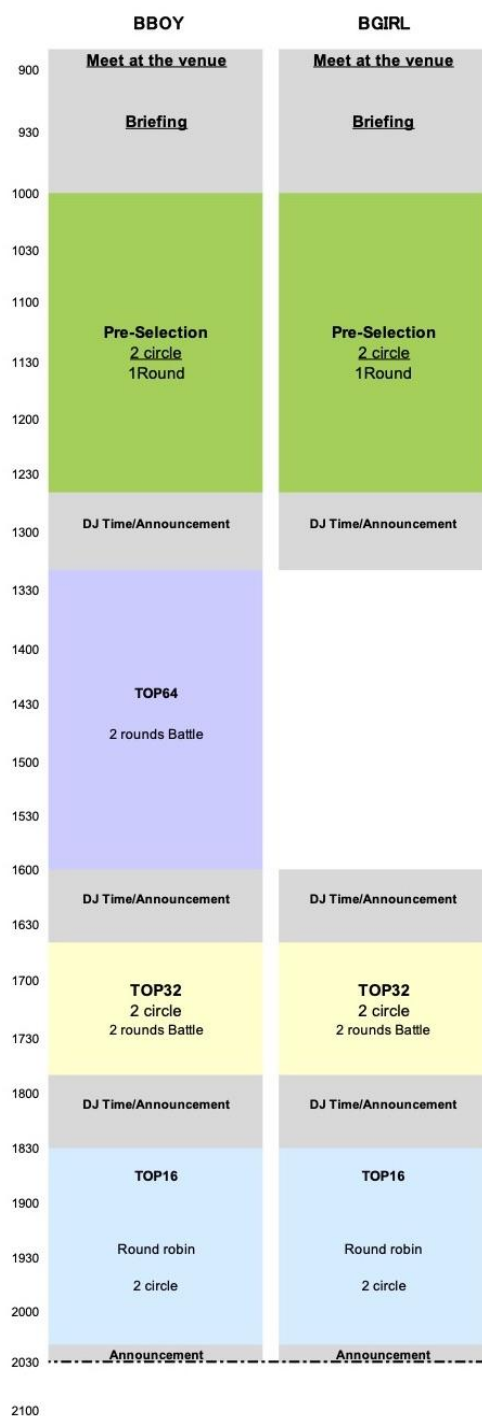 BBOY BGIRL
Meet at the venue Meet at the venue
900
Briefing Briefing
930
1000
1030
1100
Pre-Selection Pre-Selection
2 circle 2 circle
1130
1Round 1Round
1200
1230
DJ Time/Announcement DJ Time/Announcement
1300
1330
1400
TOP64
1430
2 rounds Battle
1500
1530
1600
DJ Time/Announcement DJ Time/Announcement
1630
1700
TOP32 TOP32
2 circle 2 circle
2 rounds Battle 2 rounds Battle
1730
1800
DJ Time/Announcement DJ Time/Announcement
1830
TOP16 TOP16
1900
Round robin Round robin
1930
2 circle 2 circle
2000
Announcement Announcement
2030
2100